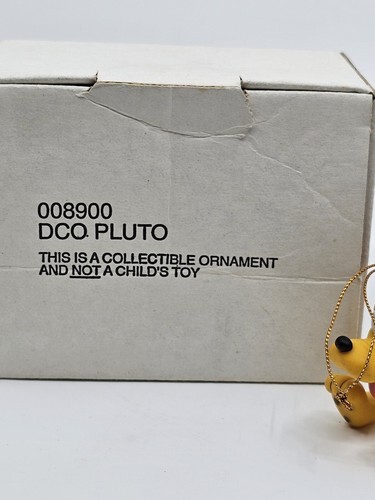 008900
DCO PLUTO
THIS IS A COLLECTIBLE ORNAMENT
AND NOT A CHILD'S TOY